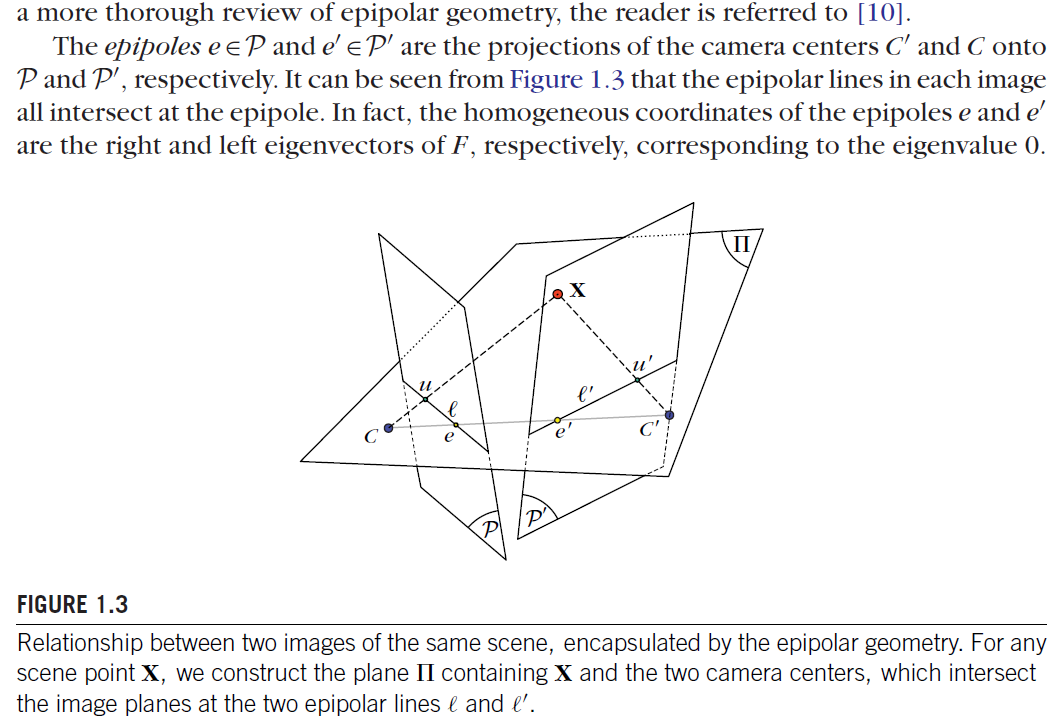 a more thorough review of epipolar geometry, the reader is referred to [10].
The epipoles e ∈ 𝒫 and e′ ∈ 𝒫′ are the projections of the camera centers C′ and C onto
𝒫 and 𝒫′, respectively. It can be seen from Figure 1.3 that the epipolar lines in each image
all intersect at the epipole. In fact, the homogeneous coordinates of the epipoles e and e′
are the right and left eigenvectors of F, respectively, corresponding to the eigenvalue 0.
Π
X
u′
u
ℓ′
ℓ
C
e
e′
C′
𝒫
𝒫′
FIGURE 1.3
Relationship between two images of the same scene, encapsulated by the epipolar geometry. For any
scene point X, we construct the plane Π containing X and the two camera centers, which intersect
the image planes at the two epipolar lines ℓ and ℓ′.